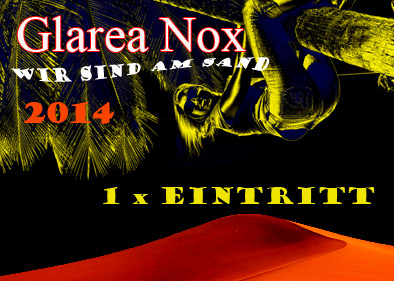 Glarea Nox
WIR SIND AM SAND
2014
1 x EINTRITT